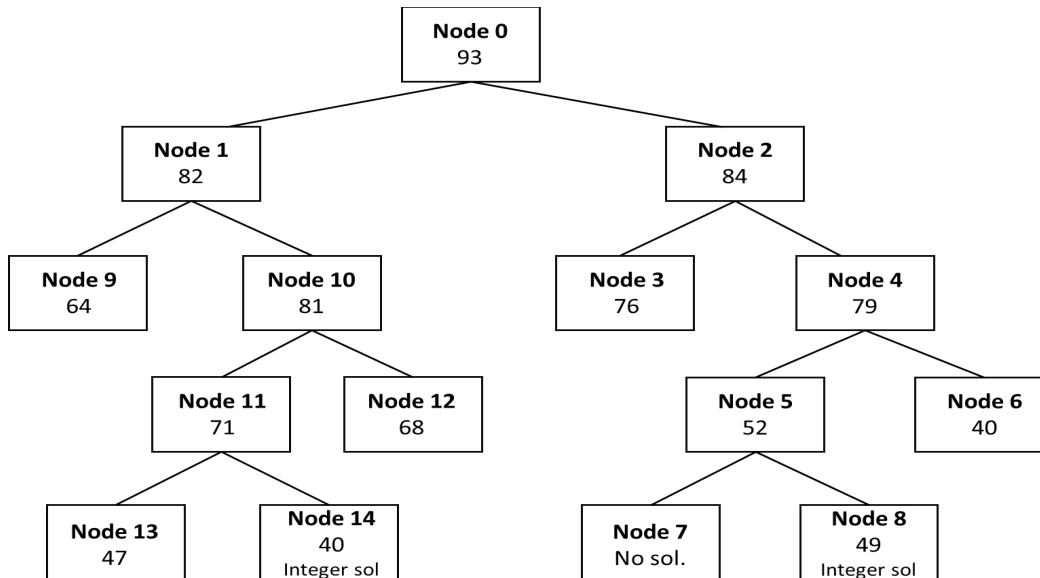 Node 0
93
Node 1
82
Node 2
84
Node 9
64
Node 10
81
Node 3
76
Node 4
79
Node 11
71
Node 12
68
Node 5
52
Node 6
40
Node 13
47
Node 14
40
Integer sol
Node 7
No sol.
Node 8
49
Integer sol